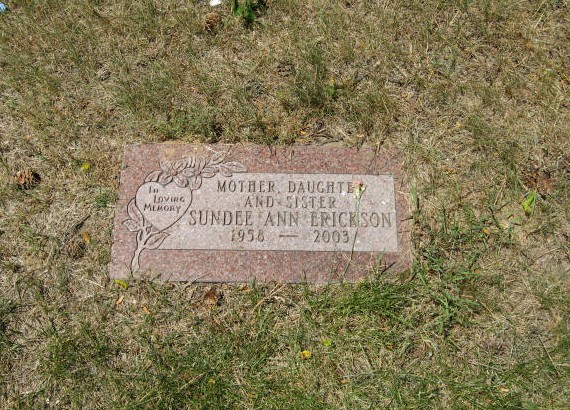 In
Loving
Memory
MOTHER, DAUGHTER
AND SISTER
SUNDEE ANN ERICKSON
1958 — 2003